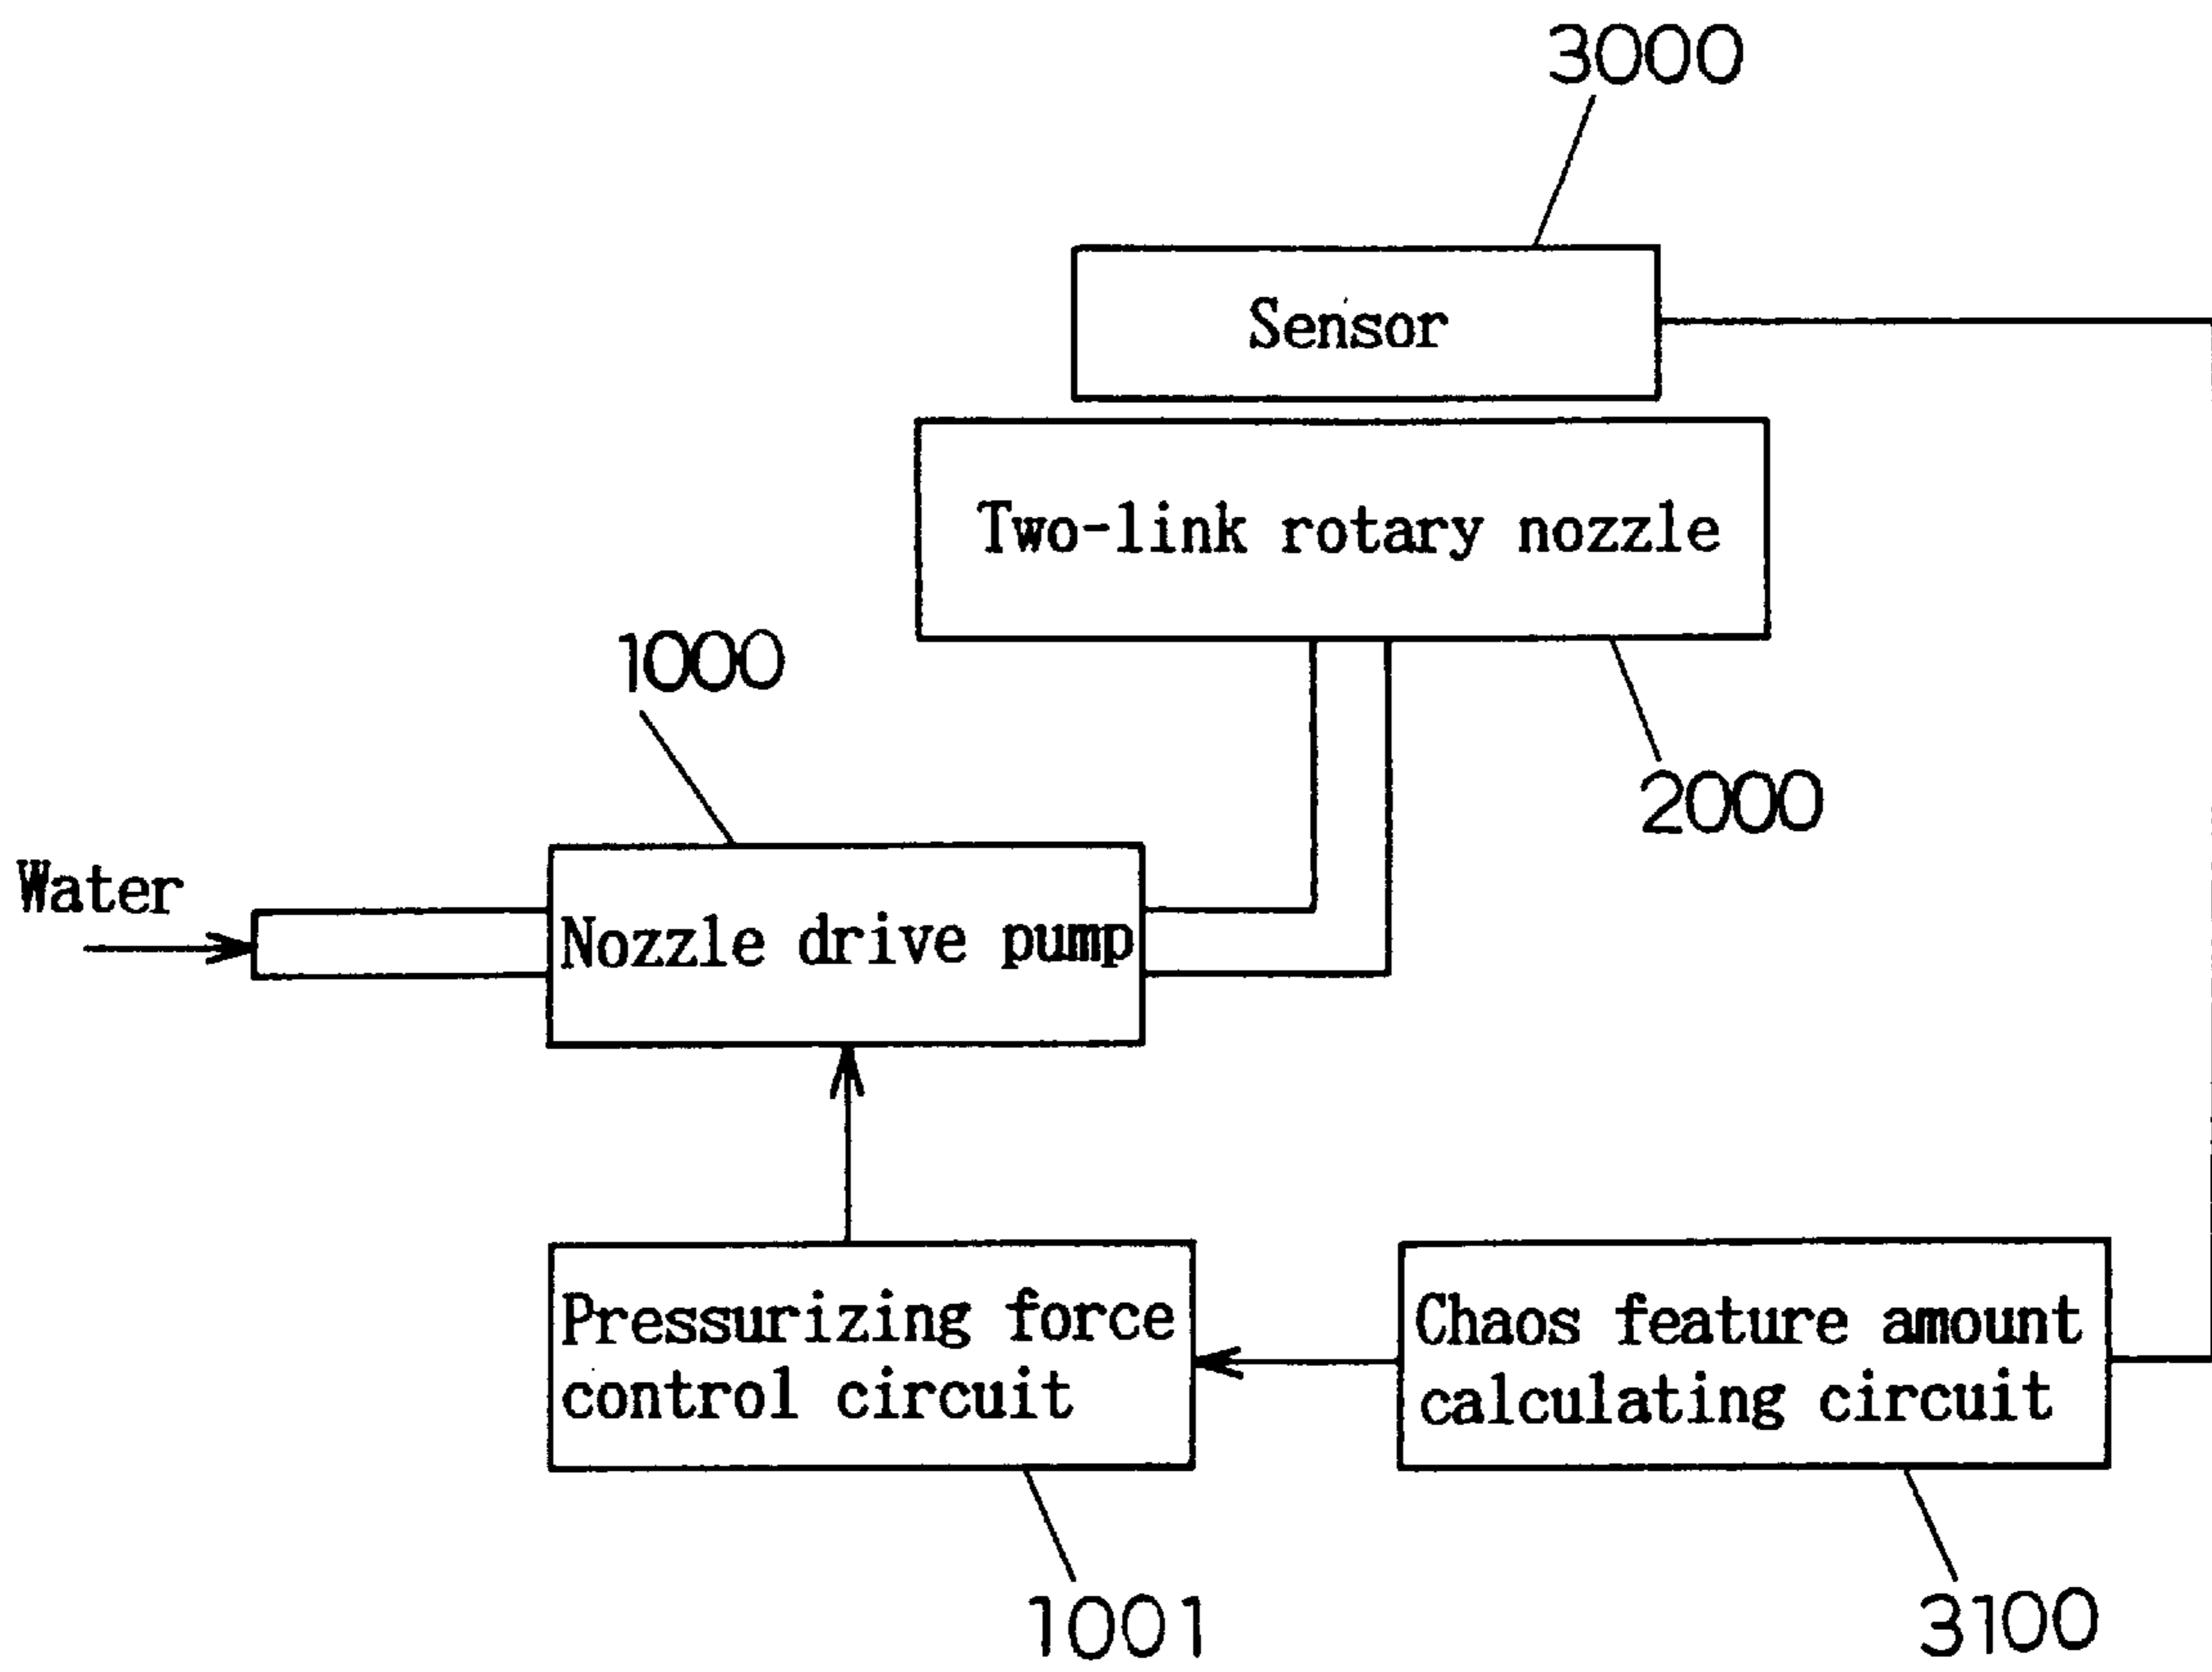 3000
Sensor
Two-link rotary nozzle
1000
2000
Water
Nozzle drive pump
Pressurizing force
control circuit
Chaos feature amount
calculating circuit
1001
3100